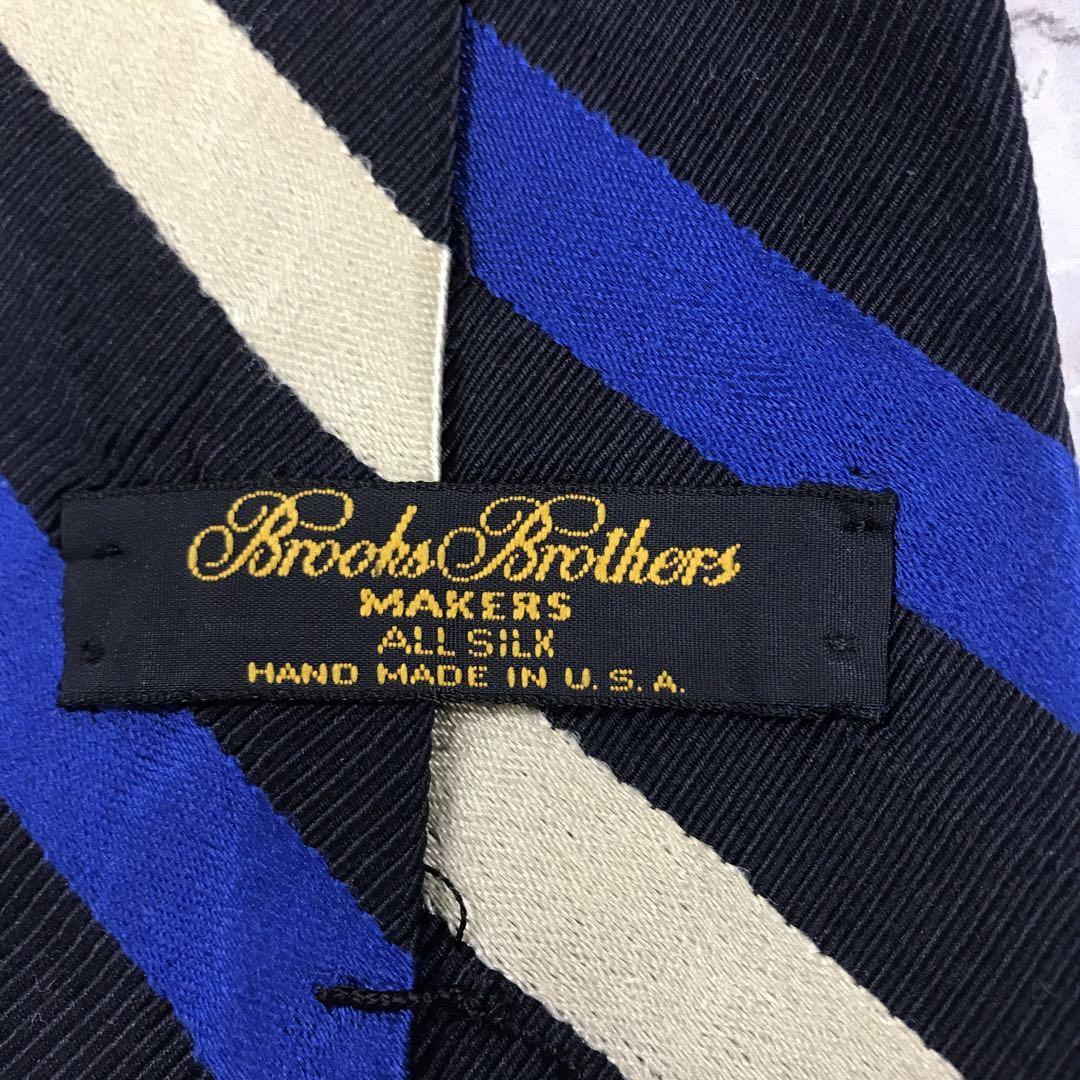 Brooks Brothers
MAKERS
ALL SILK
HAND MADE IN U.S.A.